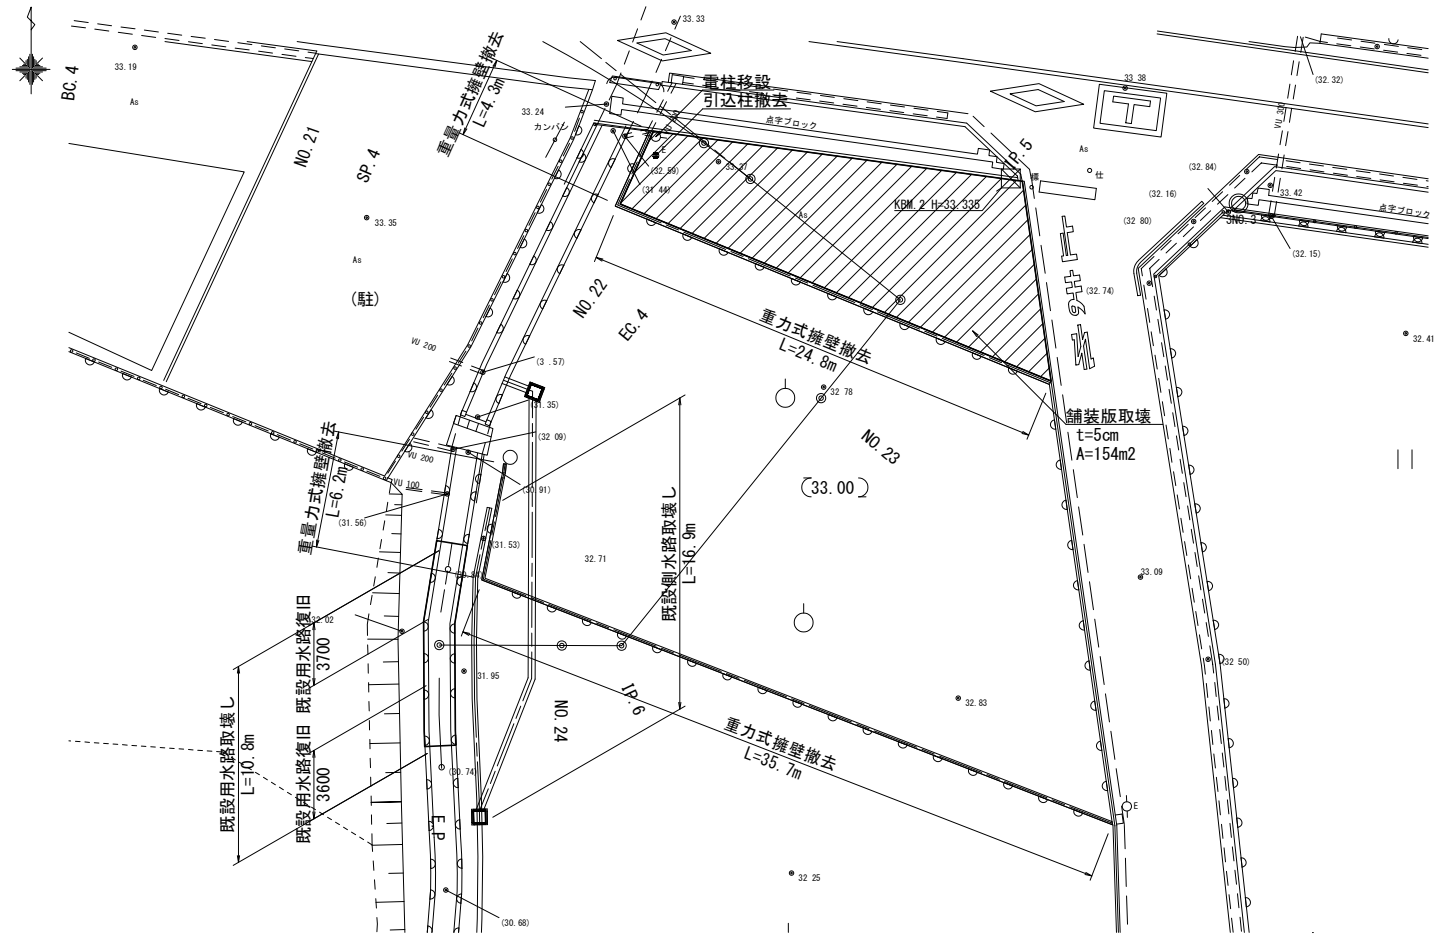 33.33
33.19
BC.4
As
33.24
カンバン
NO.21
SP.4
33.35
As
(駐)
重量力式擁壁撤去
L=4.3m
電柱移設
引込柱撤去
点字ブロック
E
(32.59)
33.37
As
KBM.2 H=33.335
P.5
標
33.38
T
As
仕
(32.32)
VU 300
(32.84)
33.42
(32.16)
(32 80)
点字ブロック
(32.15)
(32.74)
32.41
NO.22
EC.4
重力式擁壁撤去
L=24.8m
32 78
舗装版取壊
t=5cm
A=154m2
NO.23
(33.00)
VU 200
(3 .57)
(31.35)
(32 09)
VU 200
(30.91)
VU 100
(31.56)
(31.53)
重量力式擁壁撤去
L=6.2m
32.71
既設側水路取壊し
L=16.9m
33.09
(32 50)
32.02
既設用水路復旧
3700
既設用水路復旧
3600
既設用水路取壊し
L=10.8m
31.95
IP.6
NO.24
32.83
重力式擁壁撤去
L=35.7m
(30.74)
E.P
E
32 25
(30.68)